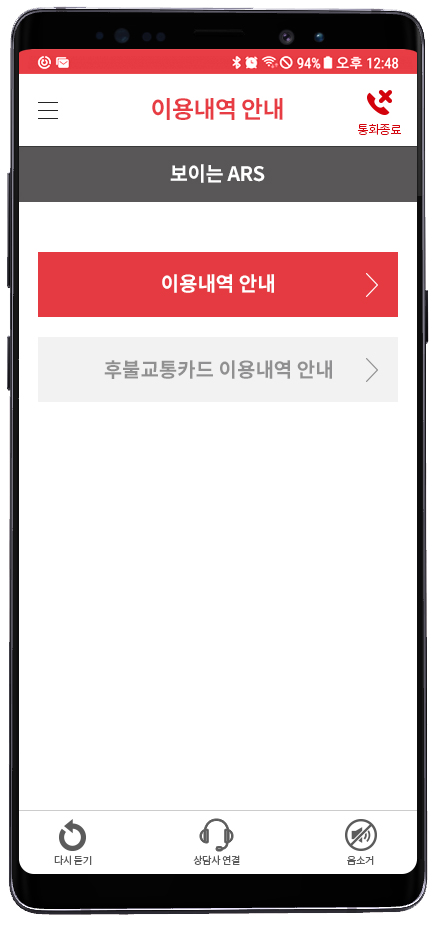 94% 오후 12:48
이용내역 안내
통화종료
보이는 ARS
이용내역 안내
후불교통카드 이용내역 안내
다시 듣기
상담사 연결
음소거